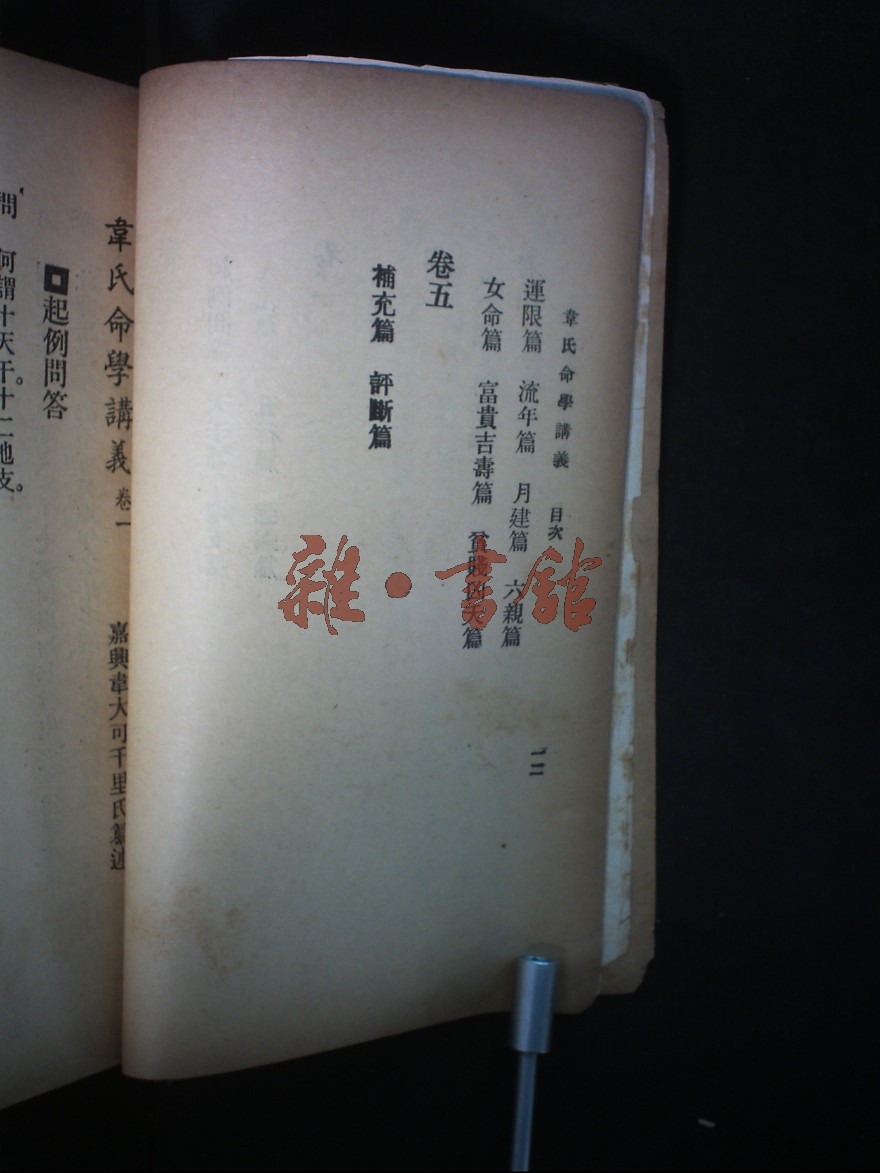 韋氏命學講義 目次
二
運限篇 流年篇 月建篇 六親篇
女命篇 富貴吉壽篇 貧賤凶夭篇
卷五
補充篇 評斷篇
雜·書館
韋氏命學講義 卷一
嘉興韋大可千里氏纂述
起例問答
問 何謂十天干。十二地支。